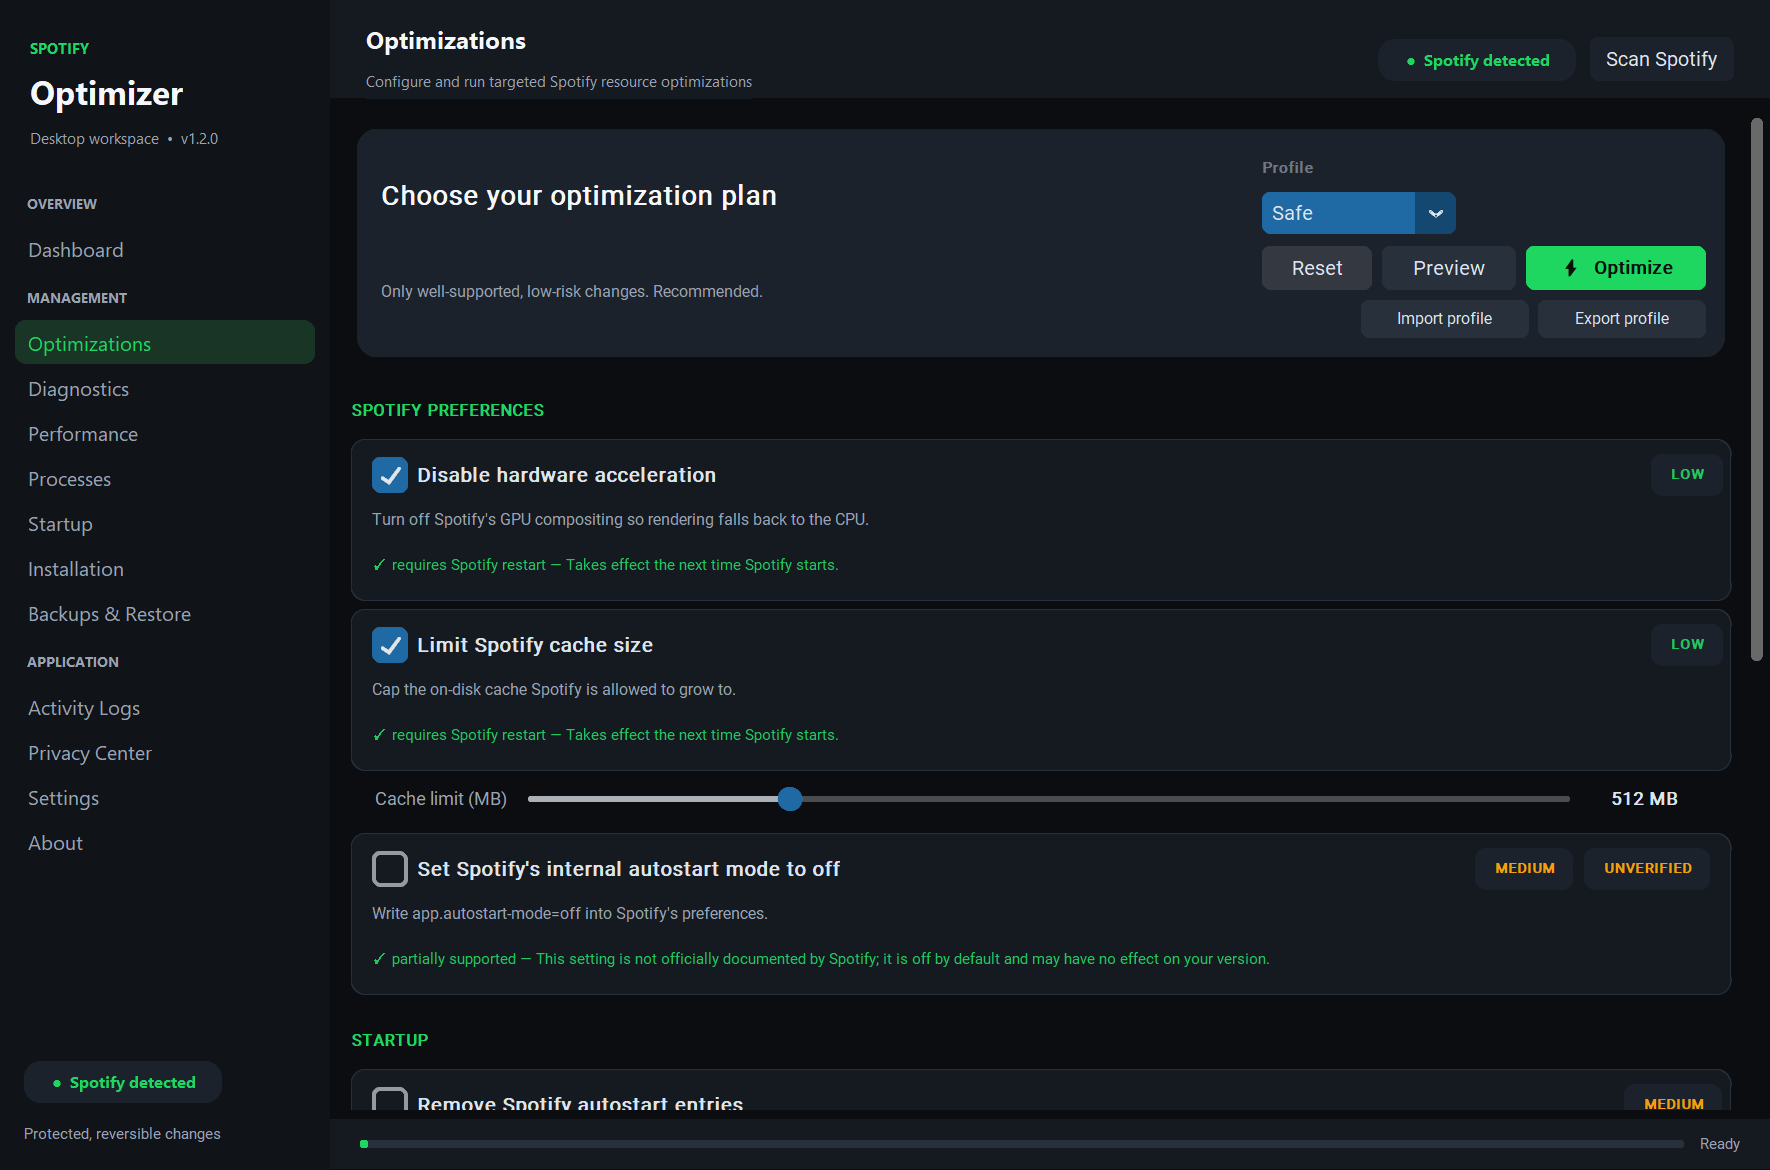 SPOTIFY
Optimizer
Desktop workspace • v1.2.0
OVERVIEW
Dashboard
MANAGEMENT
Optimizations
Diagnostics
Performance
Processes
Startup
Installation
Backups & Restore
APPLICATION
Activity Logs
Privacy Center
Settings
About
● Spotify detected
Protected, reversible changes
Optimizations
Configure and run targeted Spotify resource optimizations
● Spotify detected
Scan Spotify
Choose your optimization plan
Only well-supported, low-risk changes. Recommended.
Profile
Safe
Reset
Preview
Optimize
Import profile
Export profile
SPOTIFY PREFERENCES
Disable hardware acceleration
LOW
Turn off Spotify's GPU compositing so rendering falls back to the CPU.
✓ requires Spotify restart — Takes effect the next time Spotify starts.
Limit Spotify cache size
LOW
Cap the on-disk cache Spotify is allowed to grow to.
✓ requires Spotify restart — Takes effect the next time Spotify starts.
Cache limit (MB)
512 MB
Set Spotify's internal autostart mode to off
MEDIUM
UNVERIFIED
Write app.autostart-mode=off into Spotify's preferences.
✓ partially supported — This setting is not officially documented by Spotify; it is off by default and may have no effect on your version.
STARTUP
Remove Spotify autostart entries
MEDIUM
Ready